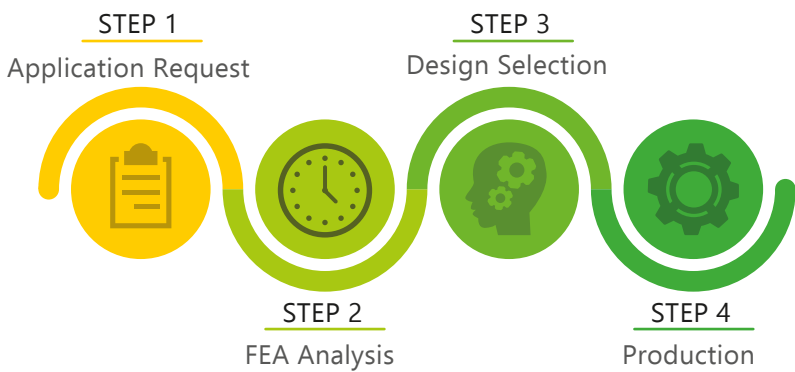 STEP 1
Application Request
STEP 2
FEA Analysis
STEP 3
Design Selection
STEP 4
Production